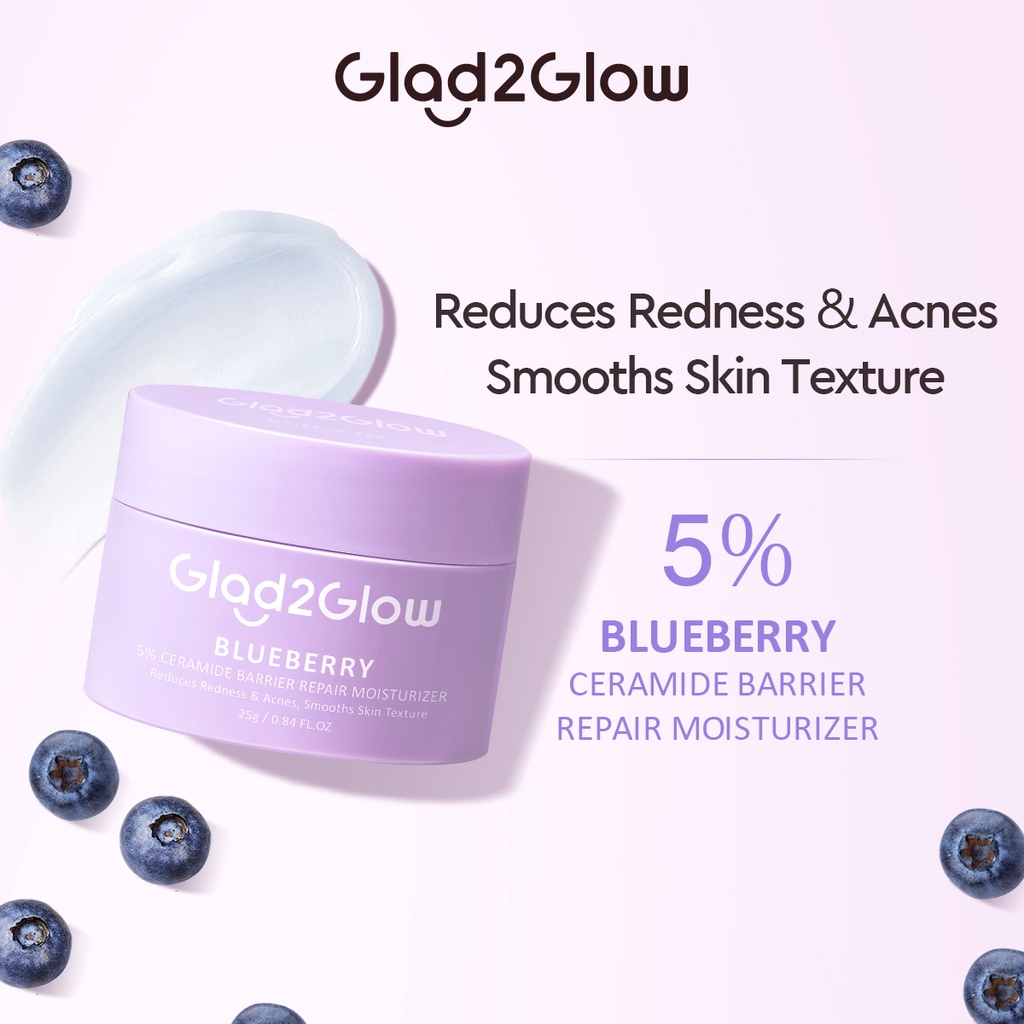 Glad2Glow
Reduces Redness & Acnes
Smooths Skin Texture
5%
BLUEBERRY
CERAMIDE BARRIER
REPAIR MOISTURIZER
Glad2Glow
MOISTURIZER
Glad2Glow
BLUEBERRY
5% CERAMIDE BARRIER REPAIR MOISTURIZER
Reduces Redness & Acnes, Smooths Skin Texture
25g / 0.84 FL.OZ